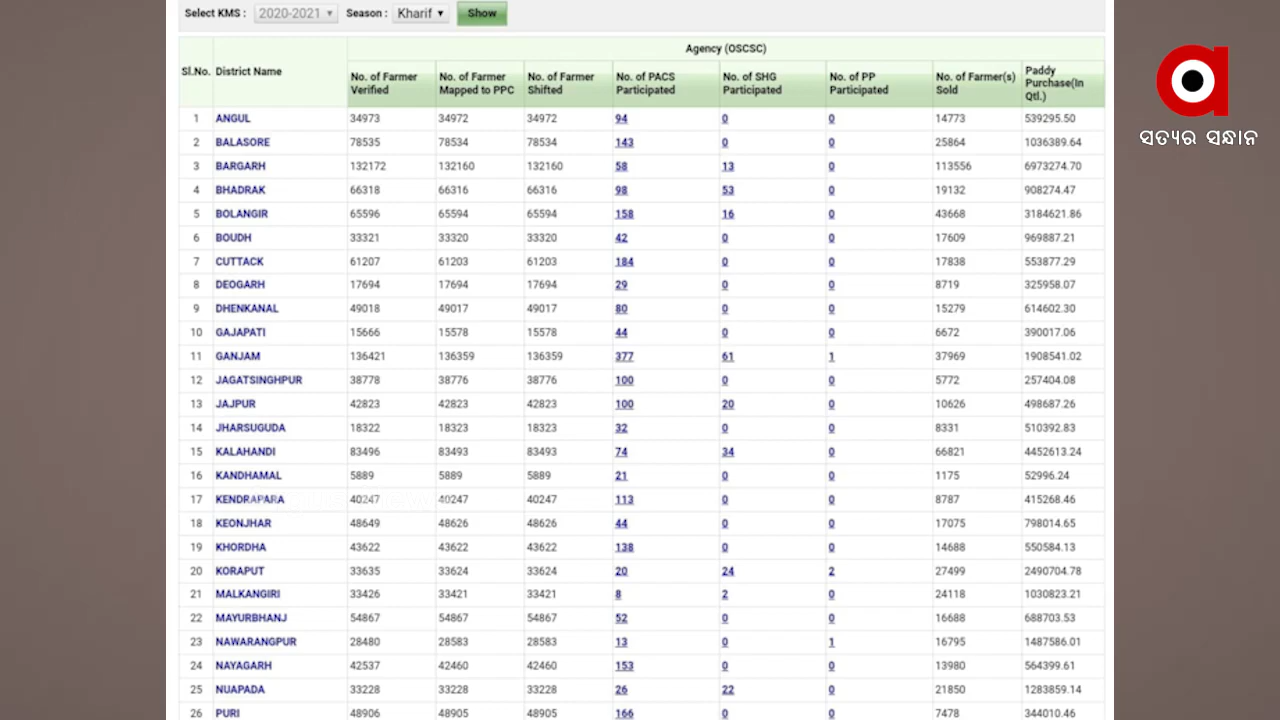 Select KMS : 2020-2021 Season : Kharif Show
Agency (OSCSC)
Sl.No. District Name No. of Farmer Verified No. of Farmer Mapped to PPC No. of Farmer Shifted No. of PACS Participated No. of SHG Participated No. of PP Participated No. of Farmer(s) Sold Paddy Purchase(In Qtl.)
1 ANGUL 34973 34972 34972 94 0 0 14773 539295.50
2 BALASORE 78535 78534 78534 143 0 0 25864 1036389.64
3 BARGARH 132172 132160 132160 58 13 0 113556 6973274.70
4 BHADRAK 66318 66316 66316 98 53 0 19132 908274.47
5 BOLANGIR 65596 65594 65594 158 16 0 43668 3184621.86
6 BOUDH 33321 33320 33320 42 0 0 17609 969887.21
7 CUTTACK 61207 61203 61203 184 0 0 17838 553877.29
8 DEOGARH 17694 17694 17694 29 0 0 8719 325958.07
9 DHENKANAL 49018 49017 49017 80 0 0 15279 614602.30
10 GAJAPATI 15666 15578 15578 44 0 0 6672 390017.06
11 GANJAM 136421 136359 136359 377 61 1 37969 1908541.02
12 JAGATSINGHPUR 38778 38776 38776 100 0 0 5772 257404.08
13 JAJPUR 42823 42823 42823 100 20 0 10626 498687.26
14 JHARSUGUDA 18322 18323 18323 32 0 0 8331 510392.83
15 KALAHANDI 83496 83493 83493 74 34 0 66821 4452613.24
16 KANDHAMAL 5889 5889 5889 21 0 0 1175 52996.24
17 KENDRAPARA 40247 40247 40247 113 0 0 8787 415268.46
18 KEONJHAR 48649 48626 48626 44 0 0 17075 798014.65
19 KHORDHA 43622 43622 43622 138 0 0 14688 550584.13
20 KORAPUT 33635 33624 33624 20 24 2 27499 2490704.78
21 MALKANGIRI 33426 33421 33421 8 2 0 24118 1030823.21
22 MAYURBHANJ 54867 54867 54867 52 0 0 16688 688703.53
23 NAWARANGPUR 28480 28583 28583 13 0 1 16795 1487586.01
24 NAYAGARH 42537 42460 42460 153 0 0 13980 564399.61
25 NUAPADA 33228 33228 33228 26 22 0 21850 1283859.14
26 PURI 48906 48905 48905 166 0 0 7478 344010.46
ସତ୍ୟର ସନ୍ଧାନ